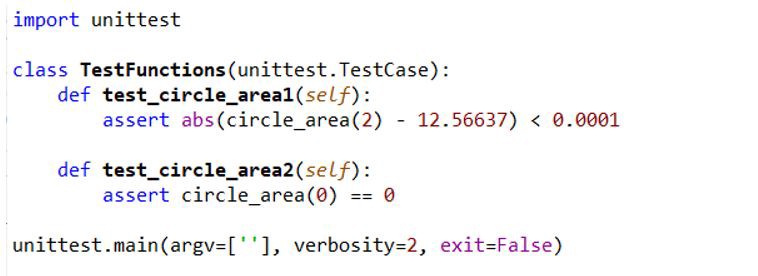 import unittest
class TestFunctions(unittest.TestCase):
    def test_circle_area1(self):
        assert abs(circle_area(2) - 12.56637) < 0.0001
    def test_circle_area2(self):
        assert circle_area(0) == 0
unittest.main(argv=[''], verbosity=2, exit=False)